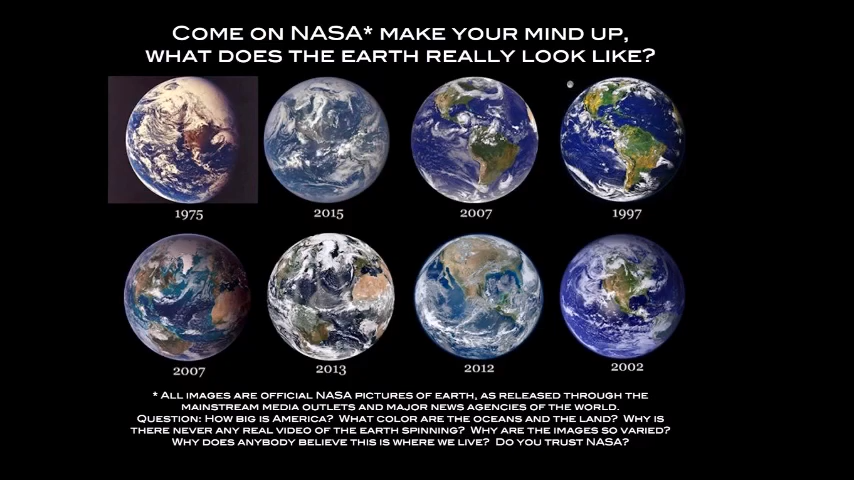 COME ON NASA* MAKE YOUR MIND UP,
WHAT DOES THE EARTH REALLY LOOK LIKE?
1975
2015
2007
1997
2007
2013
2012
2002
* ALL IMAGES ARE OFFICIAL NASA PICTURES OF EARTH, AS RELEASED THROUGH THE
MAINSTREAM MEDIA OUTLETS AND MAJOR NEWS AGENCIES OF THE WORLD.
QUESTION: HOW BIG IS AMERICA? WHAT COLOR ARE THE OCEANS AND THE LAND? WHY IS
THERE NEVER ANY REAL VIDEO OF THE EARTH SPINNING? WHY ARE THE IMAGES SO VARIED?
WHY DOES ANYBODY BELIEVE THIS IS WHERE WE LIVE? DO YOU TRUST NASA?